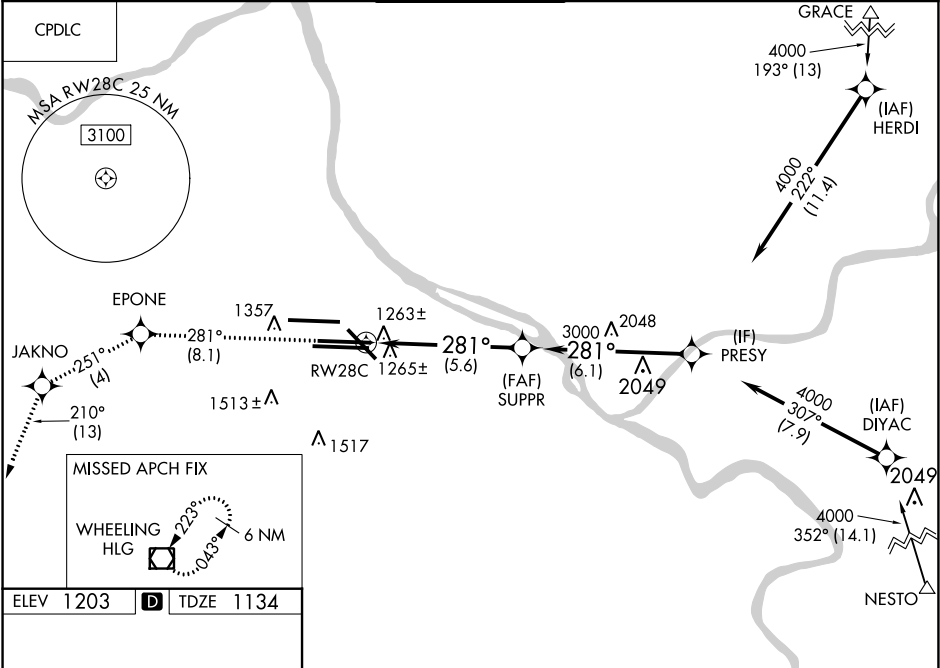 CPDLC
MSA RW28C 25 NM
3100
GRACE
4000
193° (13)
(IAF)
HERDI
4000
222°
(11.4)
EPONE
JAKNO
251°
(4)
281°
(8.1)
210°
(13)
1357
1263±
1265±
RW28C
1513±
1517
281°
(5.6)
(FAF)
SUPPR
3000
281°
(6.1)
2048
2049
(IF)
PRESY
4000
307°
(7.9)
(IAF)
DIYAC
2049
4000
352° (14.1)
NESTO
MISSED APCH FIX
WHEELING
HLG
223°
043°
6 NM
ELEV 1203 D TDZE 1134